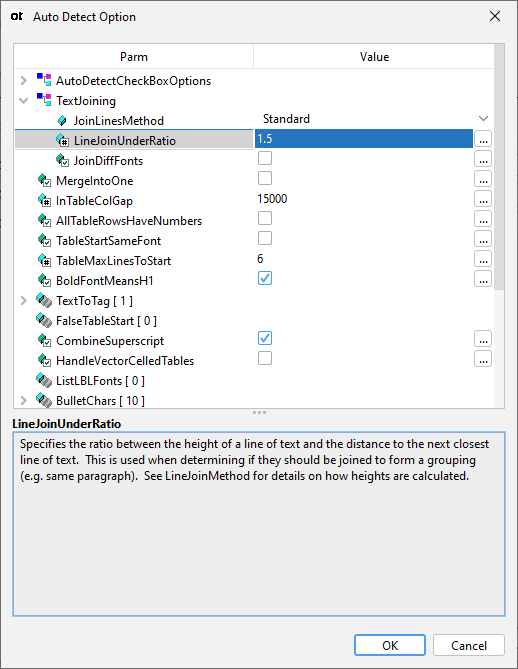 ot Auto Detect Option
Parm Value
AutoDetectCheckBoxOptions
TextJoining
JoinLinesMethod Standard
LineJoinUnderRatio 1.5 ...
JoinDiffFonts ...
MergeIntoOne ...
InTableColGap 15000 ...
AllTableRowsHaveNumbers ...
TableStartSameFont ...
TableMaxLinesToStart 6 ...
BoldFontMeansH1 ...
TextToTag [ 1 ]
FalseTableStart [ 0 ]
CombineSuperscript ...
HandleVectorCelledTables ...
ListLBLFonts [ 0 ]
BulletChars [ 10 ]
LineJoinUnderRatio
Specifies the ratio between the height of a line of text and the distance to the next closest
line of text. This is used when determining if they should be joined to form a grouping
(e.g. same paragraph). See LineJoinMethod for details on how heights are calculated.
OK Cancel